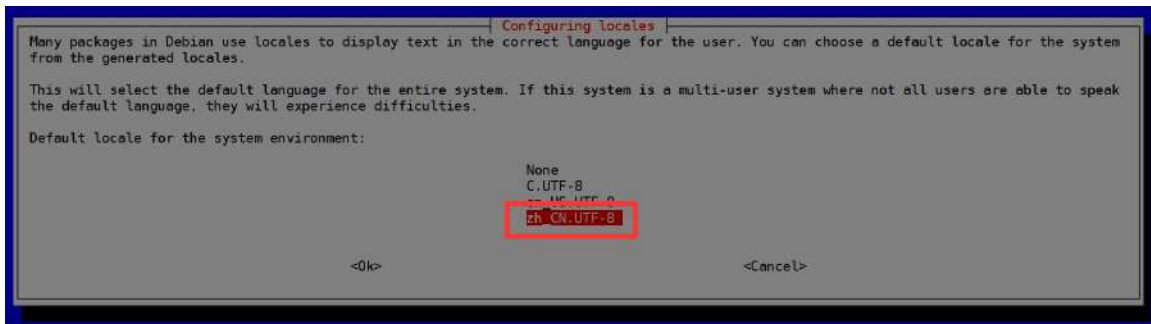 Configuring locales
Many packages in Debian use locales to display text in the correct language for the user. You can choose a default locale for the system
from the generated locales.
This will select the default language for the entire system. If this system is a multi-user system where not all users are able to speak
the default language, they will experience difficulties.
Default locale for the system environment:
None
C.UTF-8
en_US.UTF-8
zh_CN.UTF-8
<Ok> <Cancel>